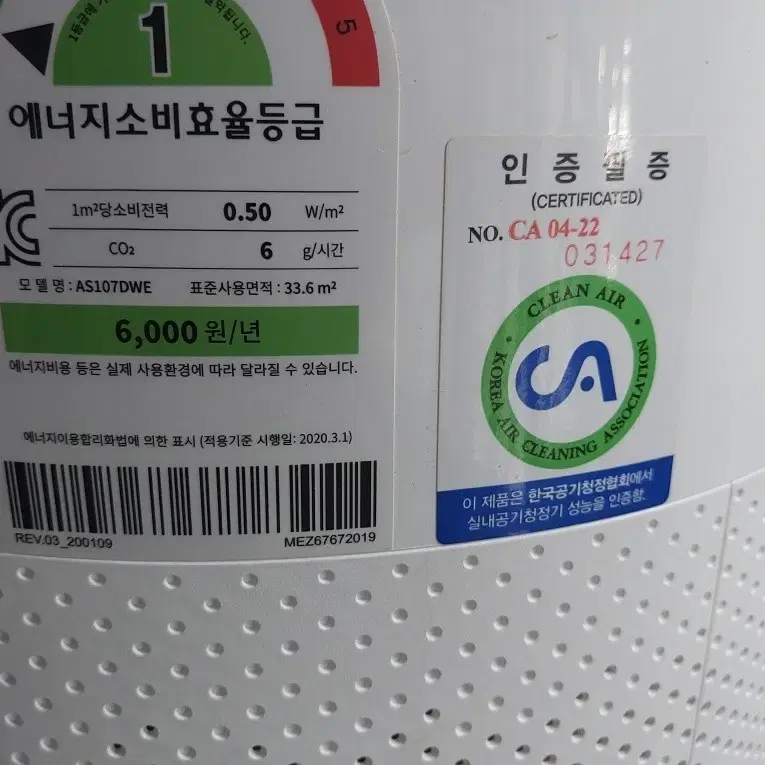 1등급에
1
5
에너지소비효율등급
1m²당소비전력 0.50 W/m²
CO₂ 6 g/시간
모 델 명 : AS107DWE 표준사용면적 : 33.6 m²
6,000 원/년
에너지비용 등은 실제 사용환경에 따라 달라질 수 있습니다.
에너지이용합리화법에 의한 표시 (적용기준 시행일: 2020.3.1)
REV.03_200109 MEZ67672019
인 증 필 증
(CERTIFICATED)
NO. CA 04-22
031427
CLEAN AIR
CA
KOREA AIR CLEANING ASSOCIATION
이 제품은 한국공기청정협회에서
실내공기청정기 성능을 인증함.